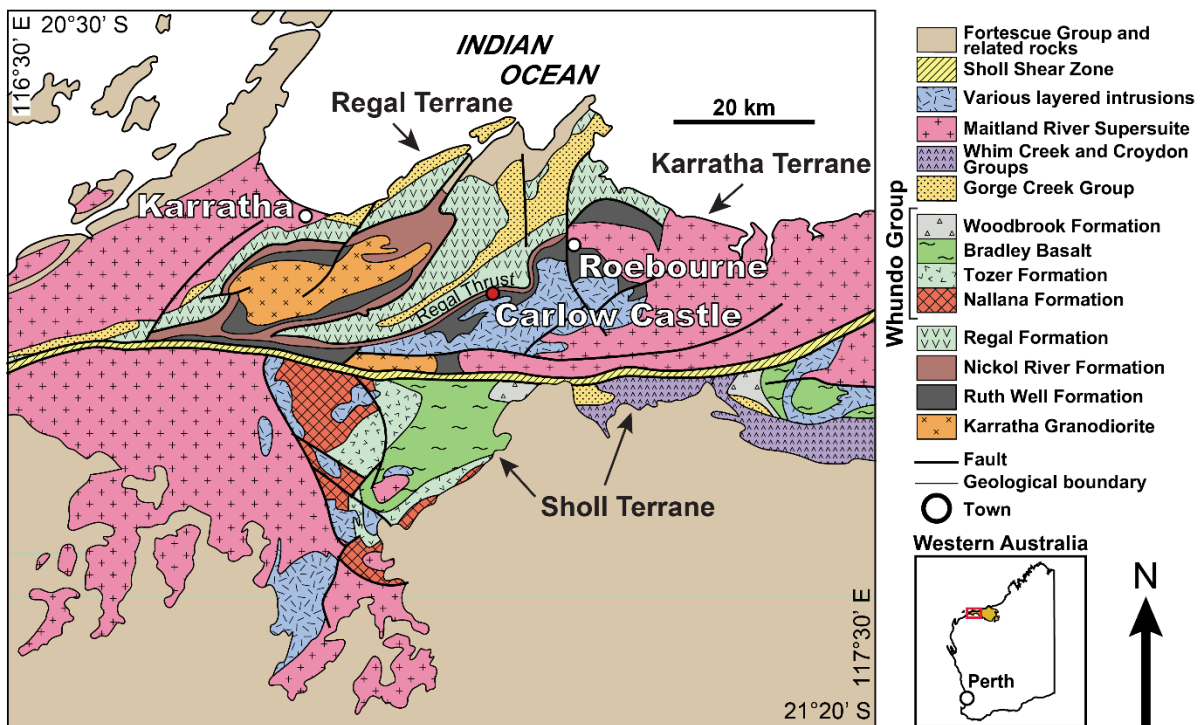 116°30’ E
20°30’ S
INDIAN
OCEAN
Regal Terrane
20 km
Karratha Terrane
Karratha
Roebourne
Regal Thrust
Carlow Castle
Sholl Terrane
117°30’ E
21°20’ S
Fortescue Group and
related rocks
Sholl Shear Zone
Various layered intrusions
Maitland River Supersuite
Whim Creek and Croydon
Groups
Gorge Creek Group
Whundo Group
Woodbrook Formation
Bradley Basalt
Tozer Formation
Nallana Formation
Regal Formation
Nickol River Formation
Ruth Well Formation
Karratha Granodiorite
Fault
Geological boundary
Town
Western Australia
Perth
N